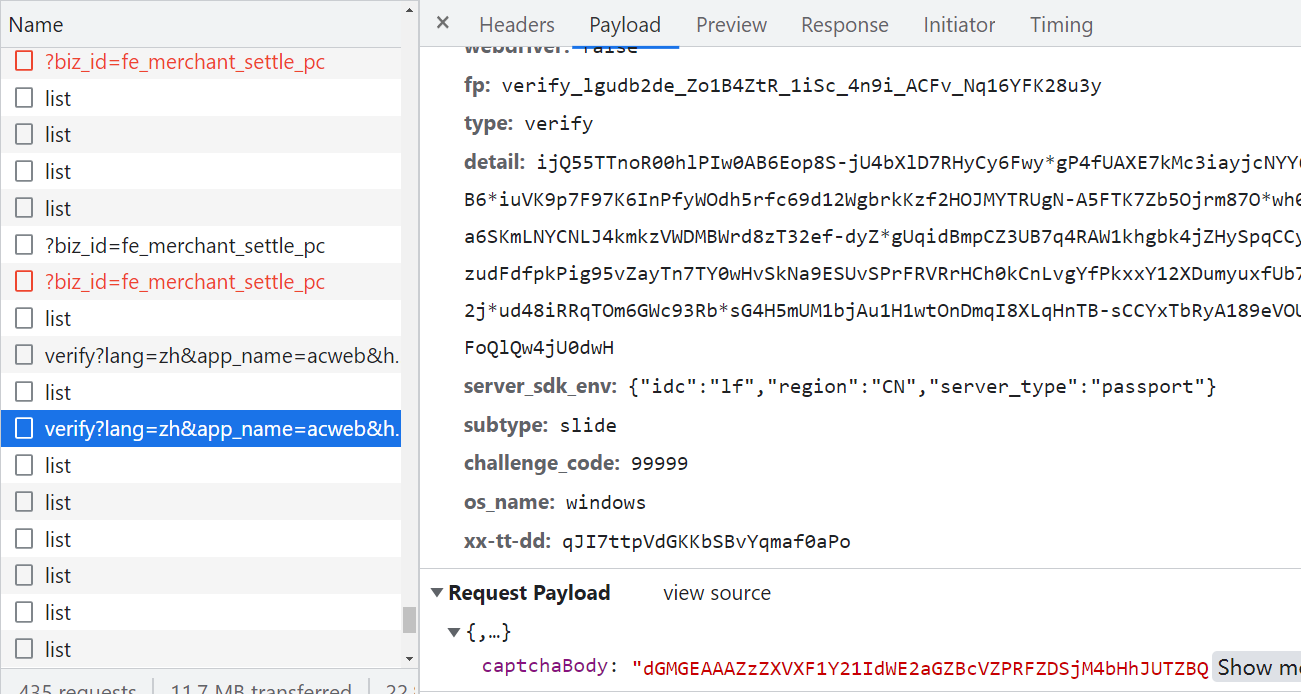 Name
?biz_id=fe_merchant_settle_pc
list
list
list
list
?biz_id=fe_merchant_settle_pc
?biz_id=fe_merchant_settle_pc
list
verify?lang=zh&app_name=acweb&h.
list
verify?lang=zh&app_name=acweb&h.
list
list
list
list
list
list
435 requests 11.7 MB transferred 22
Headers Payload Preview Response Initiator Timing
webdriver: false
fp: verify_lgudb2de_Zo1B4ZtR_1iSc_4n9i_ACFv_Nq16YFK28u3y
type: verify
detail: ijQ55TTnoR00hlPIw0AB6Eop8S-jU4bXlD7RHyCy6Fwy*gP4fUAXE7kMc3iayjcNYY
B6*iuVK9p7F97K6InPfyWOdh5rfc69d12WgbrkKzf2HOJMYTRUgN-A5FTK7Zb5Ojrm87O*wh
a6SKmLNYCNLJ4kmkzVWDMBWrd8zT32ef-dyZ*gUqidBmpCZ3UB7q4RAW1khgbk4jZHySpqCCy
zudFdfpkPig95vZayTn7TY0wHvSkNa9ESUvSPrFRVRrHCh0kCnLvgYfPkxxY12XDumyuxfUb7
2j*ud48iRRqTOm6GWc93Rb*sG4H5mUM1bjAu1H1wtOnDmqI8XLqHnTB-sCCYxTbRyA189eVOU
FoQlQw4jU0dwH
server_sdk_env: {"idc":"lf","region":"CN","server_type":"passport"}
subtype: slide
challenge_code: 99999
os_name: windows
xx-tt-dd: qJI7ttpVdGKKbSBvYqmaf0aPo
Request Payload view source
{,…}
captchaBody: "dGMGEAAAZzZXVXF1Y21IdWE2aGZBcVZPRFZDSjM4bHhJUTZBQ Show m